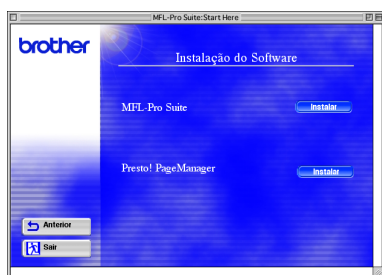 MFL-Pro Suite:Start Here
brother
Instalação do Software
MFL-Pro Suite
Instalar
Presto! PageManager
Instalar
Anterior
Sair